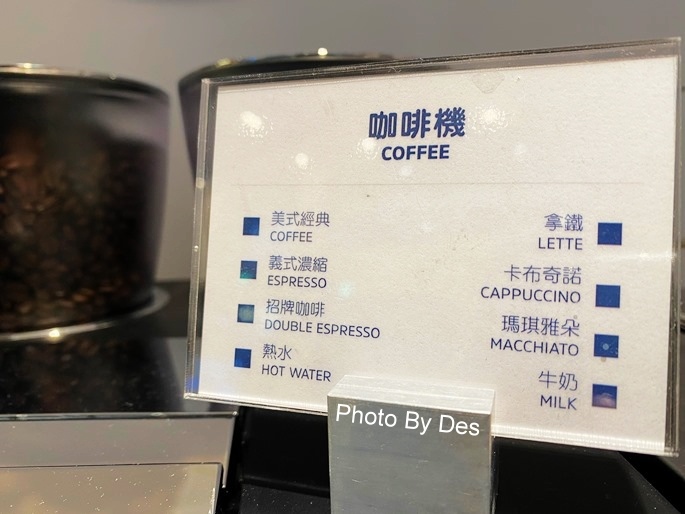 咖啡機
COFFEE
美式經典
COFFEE
義式濃縮
ESPRESSO
招牌咖啡
DOUBLE ESPRESSO
熱水
HOT WATER
拿鐵
LETTE
卡布奇諾
CAPPUCCINO
瑪琪雅朵
MACCHIATO
牛奶
MILK
Photo By Des